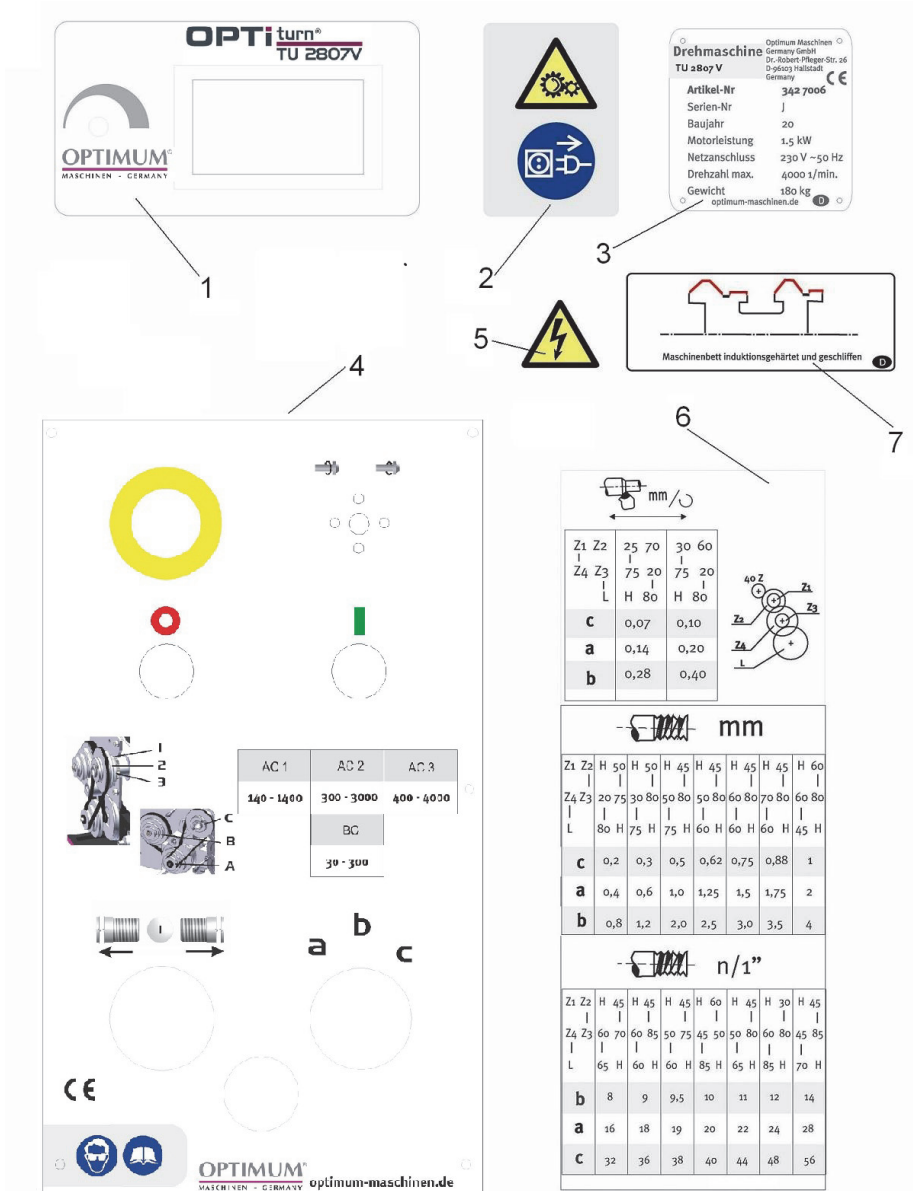 OPTi turn®
TU 2807V
OPTIMUM®
MASCHINEN - GERMANY
1
2
Drehmaschine
TU 2807 V
Optimum Maschinen
Germany GmbH
Dr.-Robert-Pfleger-Str. 26
D-96103 Hallstadt
Germany
CE
Artikel-Nr 342 7006
Serien-Nr J
Baujahr 20
Motorleistung 1.5 kW
Netzanschluss 230 V ~50 Hz
Drehzahl max. 4000 1/min.
Gewicht 180 kg
optimum-maschinen.de D
3
5
Maschinenbett induktionsgehärtet und geschliffen D
7
4
1
2
3
C
B
A
AC 1 AC 2 AC 3
140 - 1400 300 - 3000 400 - 4000
BC
30 - 300
a b c
CE
OPTIMUM®
MASCHINEN - GERMANY optimum-maschinen.de
6
mm/
Z1 Z2 25 70 30 60
Z4 Z3 75 20 75 20
L H 80 H 80
c 0,07 0,10
a 0,14 0,20
b 0,28 0,40
40 Z
Z1
Z2
Z3
Z4
L
mm
Z1 Z2 H 50 H 50 H 45 H 45 H 45 H 45 H 60
Z4 Z3 20 75 30 80 50 80 50 80 60 80 70 80 60 80
L 80 H 75 H 75 H 60 H 60 H 60 H 45 H
c 0,2 0,3 0,5 0,62 0,75 0,88 1
a 0,4 0,6 1,0 1,25 1,5 1,75 2
b 0,8 1,2 2,0 2,5 3,0 3,5 4
n/1”
Z1 Z2 H 45 H 45 H 45 H 60 H 45 H 30 H 45
Z4 Z3 60 70 60 85 50 75 45 50 50 80 60 80 45 85
L 65 H 60 H 60 H 85 H 65 H 85 H 70 H
b 8 9 9,5 10 11 12 14
a 16 18 19 20 22 24 28
c 32 36 38 40 44 48 56